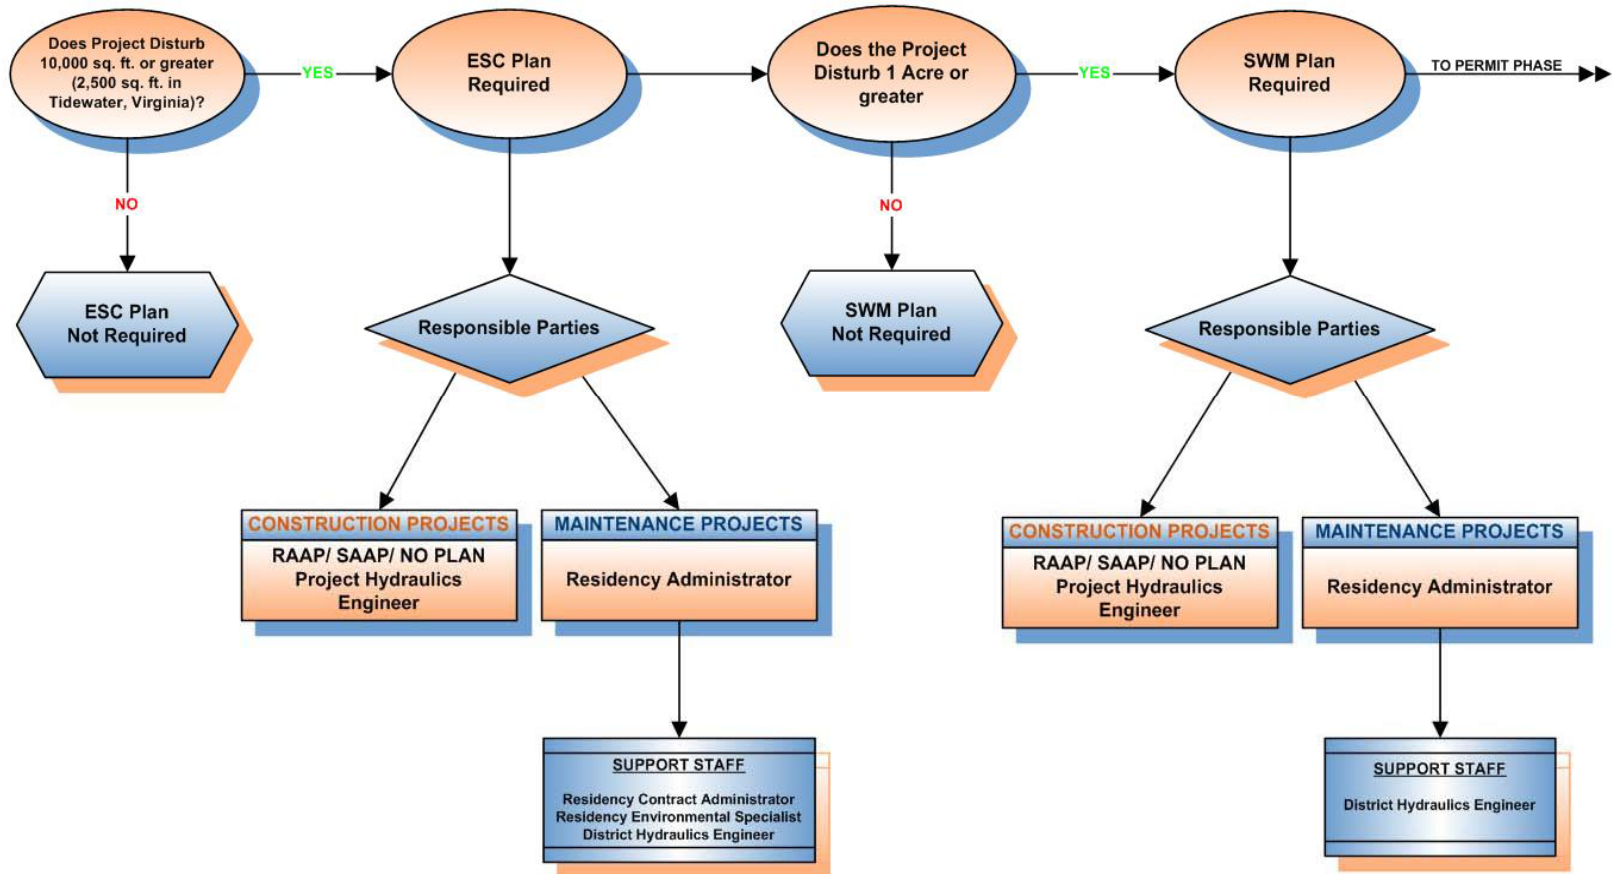 Does Project Disturb
10,000 sq. ft. or greater
(2,500 sq. ft. in
Tidewater, Virginia)?
YES
ESC Plan
Required
Does the Project
Disturb 1 Acre or
greater
YES
SWM Plan
Required
TO PERMIT PHASE
NO
NO
ESC Plan
Not Required
Responsible Parties
SWM Plan
Not Required
Responsible Parties
CONSTRUCTION PROJECTS
RAAP/ SAAP/ NO PLAN
Project Hydraulics
Engineer
MAINTENANCE PROJECTS
Residency Administrator
CONSTRUCTION PROJECTS
RAAP/ SAAP/ NO PLAN
Project Hydraulics
Engineer
MAINTENANCE PROJECTS
Residency Administrator
SUPPORT STAFF
Residency Contract Administrator
Residency Environmental Specialist
District Hydraulics Engineer
SUPPORT STAFF
District Hydraulics Engineer